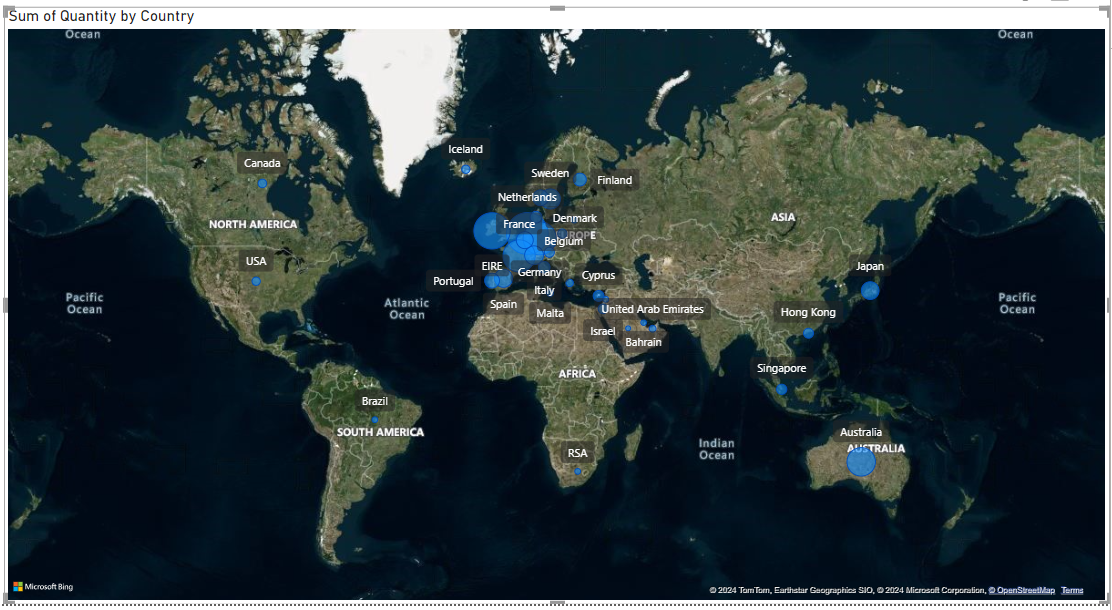 Sum of Quantity by Country
Ocean
Ocean
Iceland
Canada
Sweden
Finland
Netherlands
NORTH AMERICA
France
Denmark
ASIA
EUROPE
Belgium
USA
EIRE
Germany
Cyprus
Japan
Portugal
Italy
Pacific
Ocean
Atlantic
Ocean
Pacific
Ocean
Spain
Malta
United Arab Emirates
Hong Kong
Israel
Bahrain
Singapore
AFRICA
Brazil
SOUTH AMERICA
Australia
AUSTRALIA
Indian
Ocean
RSA
Microsoft Bing
© 2024 TomTom, Earthstar Geographics SIO, © 2024 Microsoft Corporation, © OpenStreetMap Terms